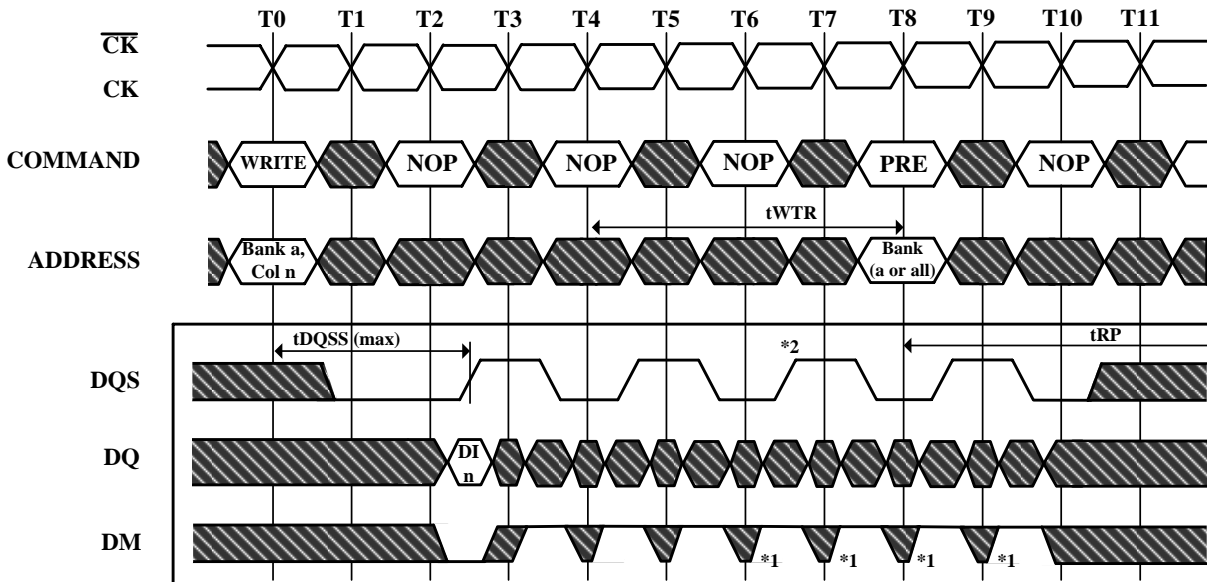 T0 T1 T2 T3 T4 T5 T6 T7 T8 T9 T10 T11
CK
CK
COMMAND
WRITE NOP NOP NOP PRE NOP
tWTR
ADDRESS
Bank a,
Col n
Bank
(a or all)
tDQSS (max)
*2
tRP
DQS
DQ
DI
n
DM
*1 *1 *1 *1